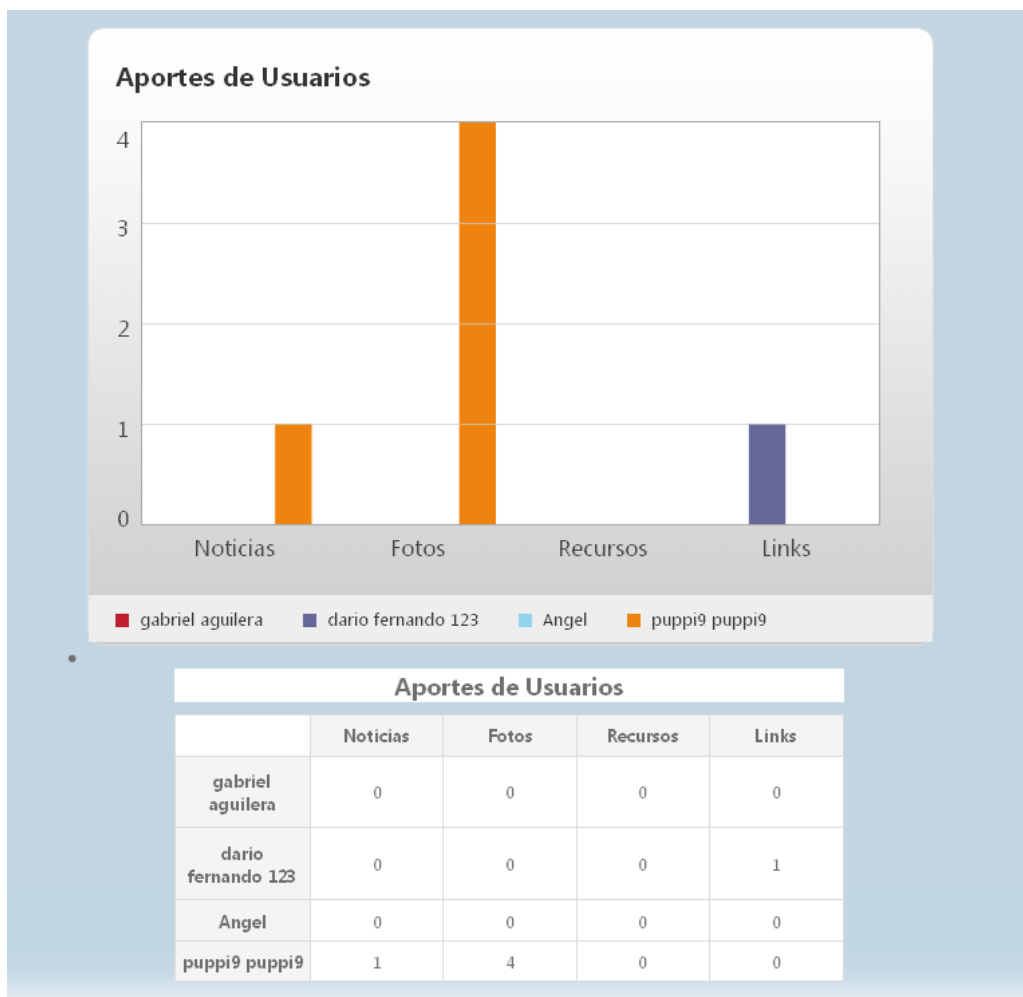 Aportes de Usuarios
4
3
2
1
0
Noticias Fotos Recursos Links
gabriel aguilera dario fernando 123 Angel puppi9 puppi9
Aportes de Usuarios
Noticias Fotos Recursos Links
gabriel
aguilera 0 0 0 0
dario
fernando 123 0 0 0 1
Angel 0 0 0 0
puppi9 puppi9 1 4 0 0